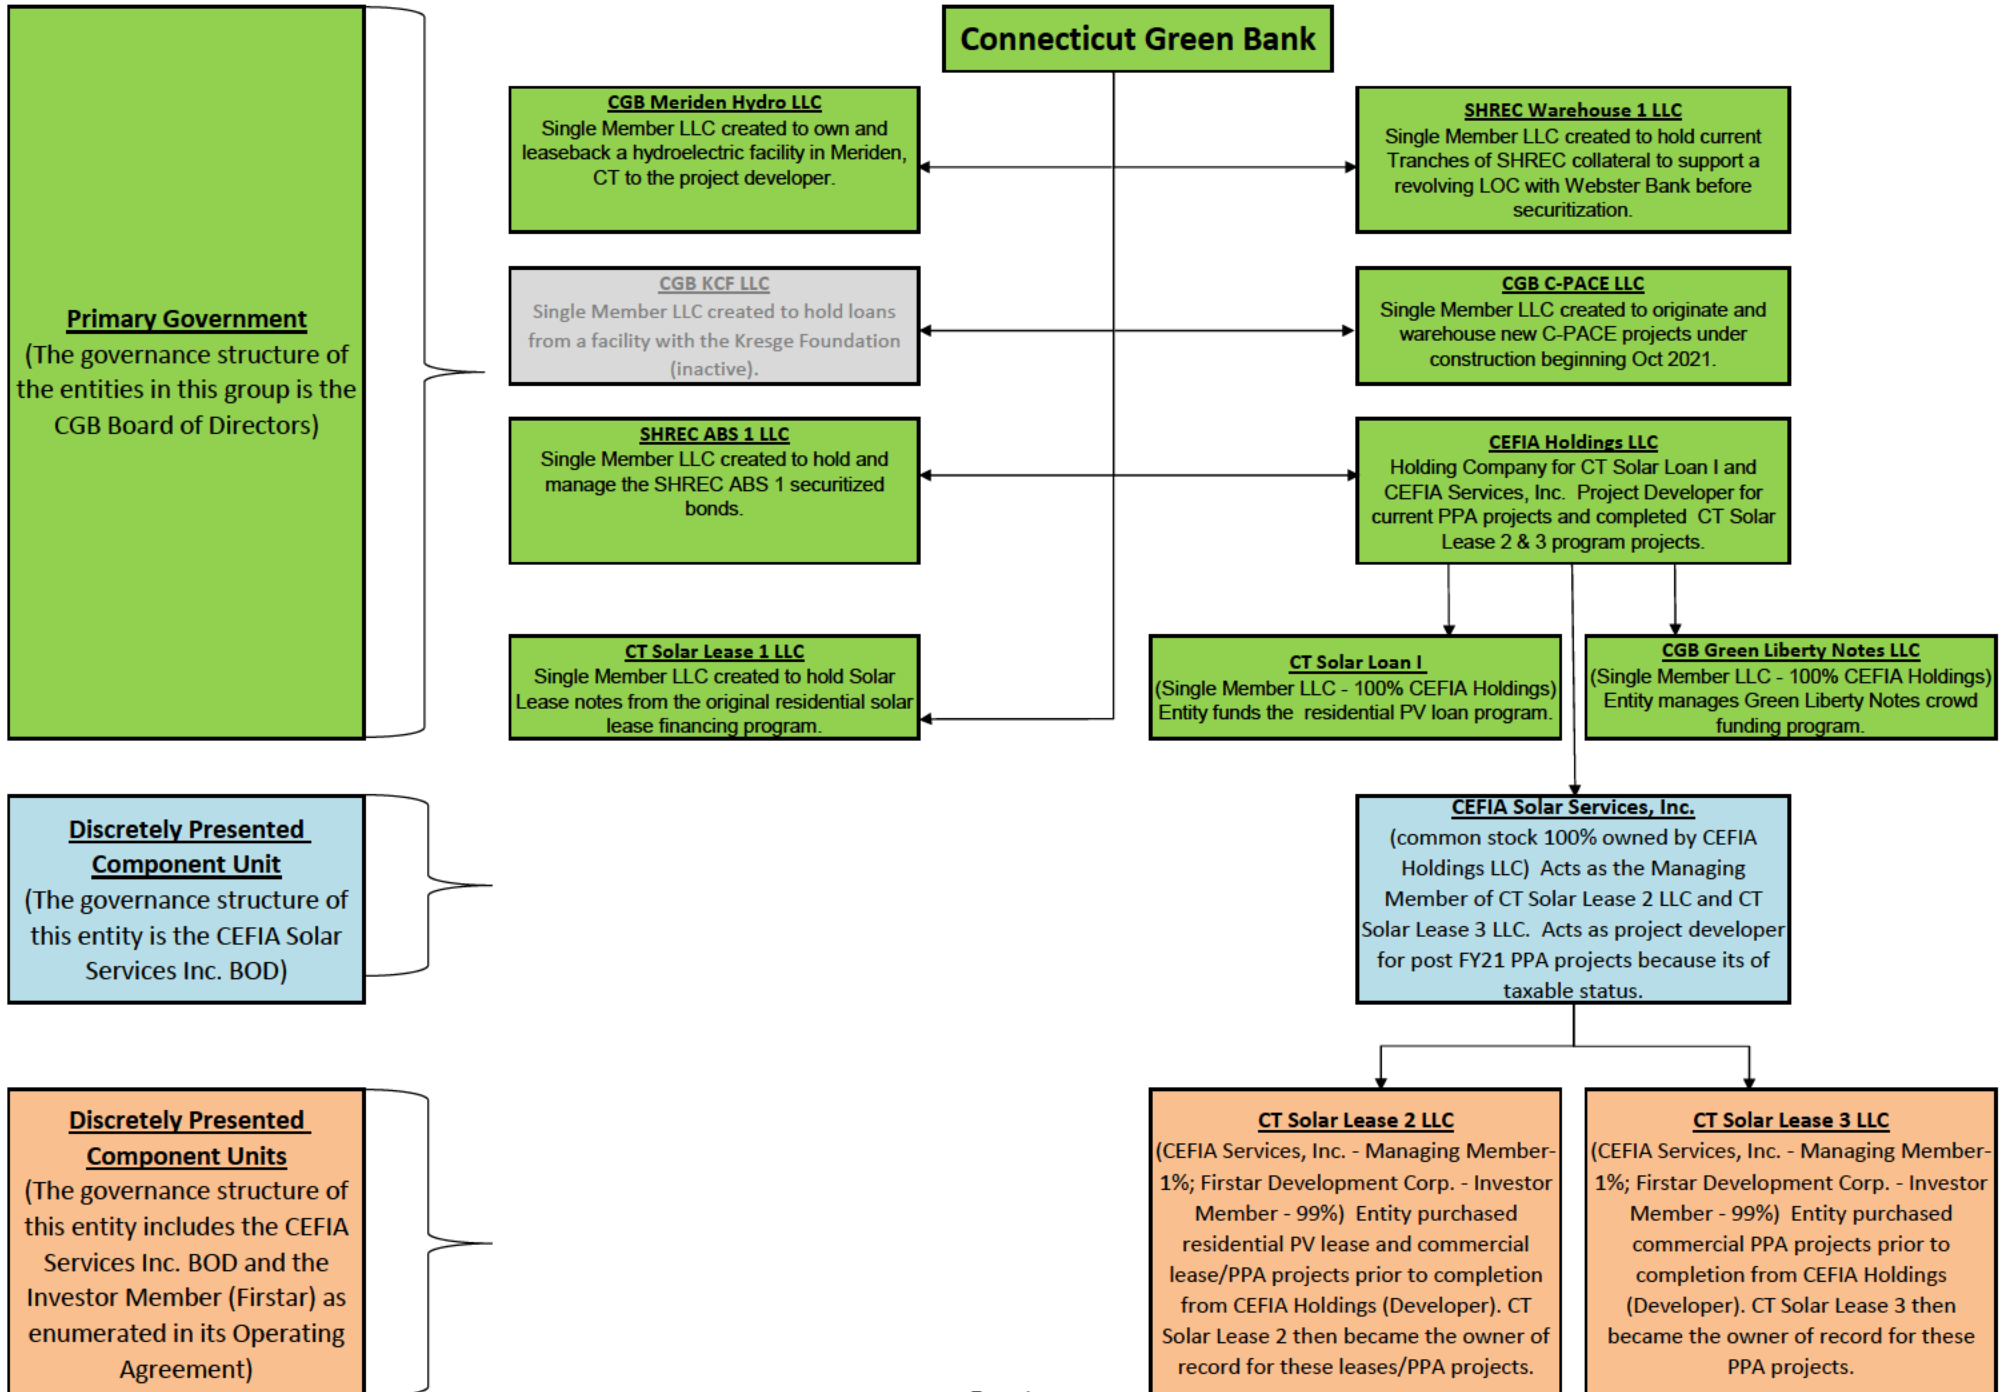 Connecticut Green Bank
Primary Government
(The governance structure of
the entities in this group is the
CGB Board of Directors)
CGB Meriden Hydro LLC
Single Member LLC created to own and
leaseback a hydroelectric facility in Meriden,
CT to the project developer.
SHREC Warehouse 1 LLC
Single Member LLC created to hold current
Tranches of SHREC collateral to support a
revolving LOC with Webster Bank before
securitization.
CGB KCF LLC
Single Member LLC created to hold loans
from a facility with the Kresge Foundation
(inactive).
CGB C-PACE LLC
Single Member LLC created to originate and
warehouse new C-PACE projects under
construction beginning Oct 2021.
SHREC ABS 1 LLC
Single Member LLC created to hold and
manage the SHREC ABS 1 securitized
bonds.
CEFIA Holdings LLC
Holding Company for CT Solar Loan I and
CEFIA Services, Inc. Project Developer for
current PPA projects and completed CT Solar
Lease 2 & 3 program projects.
CT Solar Lease 1 LLC
Single Member LLC created to hold Solar
Lease notes from the original residential solar
lease financing program.
CT Solar Loan I
(Single Member LLC - 100% CEFIA Holdings)
Entity funds the residential PV loan program.
CGB Green Liberty Notes LLC
(Single Member LLC - 100% CEFIA Holdings)
Entity manages Green Liberty Notes crowd
funding program.
Discretely Presented
Component Unit
(The governance structure of
this entity is the CEFIA Solar
Services Inc. BOD)
CEFIA Solar Services, Inc.
(common stock 100% owned by CEFIA
Holdings LLC) Acts as the Managing
Member of CT Solar Lease 2 LLC and CT
Solar Lease 3 LLC. Acts as project developer
for post FY21 PPA projects because its of
taxable status.
Discretely Presented
Component Units
(The governance structure of
this entity includes the CEFIA
Services Inc. BOD and the
Investor Member (Firstar) as
enumerated in its Operating
Agreement)
CT Solar Lease 2 LLC
(CEFIA Services, Inc. - Managing Member-
1%; Firstar Development Corp. - Investor
Member - 99%) Entity purchased
residential PV lease and commercial
lease/PPA projects prior to completion
from CEFIA Holdings (Developer). CT
Solar Lease 2 then became the owner of
record for these leases/PPA projects.
CT Solar Lease 3 LLC
(CEFIA Services, Inc. - Managing Member-
1%; Firstar Development Corp. - Investor
Member - 99%) Entity purchased
commercial PPA projects prior to
completion from CEFIA Holdings
(Developer). CT Solar Lease 3 then
became the owner of record for these
PPA projects.